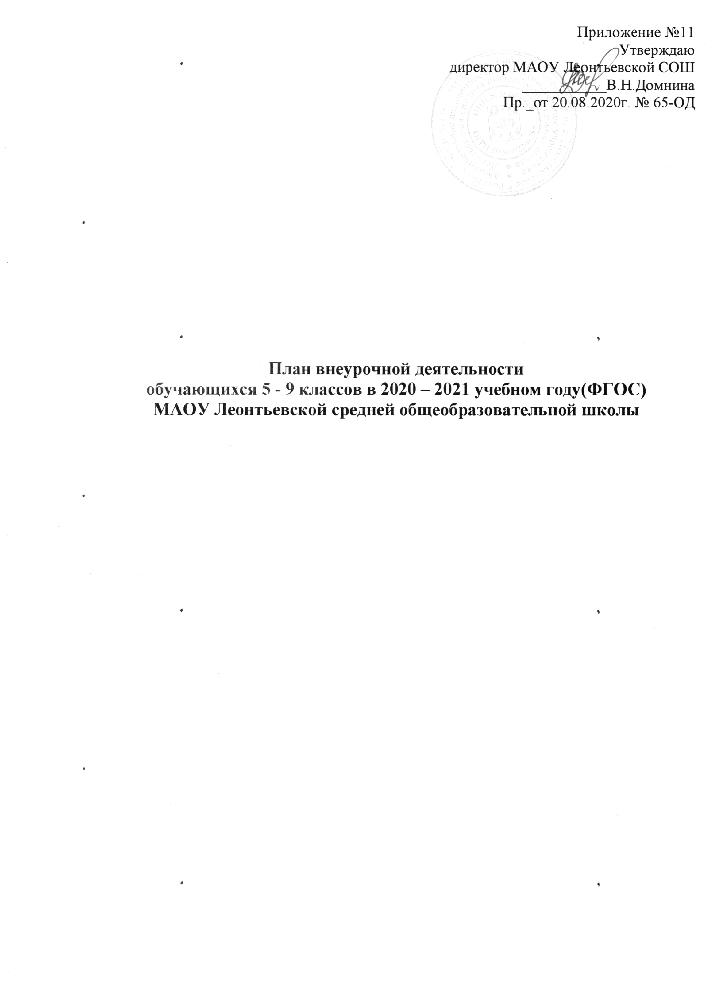 Приложение №11
Утверждаю
директор МАОУ Леонтьевской СОШ
____________В.Н.Домнина
Пр._от 20.08.2020г. № 65-ОД
План внеурочной деятельности
обучающихся 5 - 9 классов в 2020 – 2021 учебном году(ФГОС)
МАОУ Леонтьевской средней общеобразовательной школы